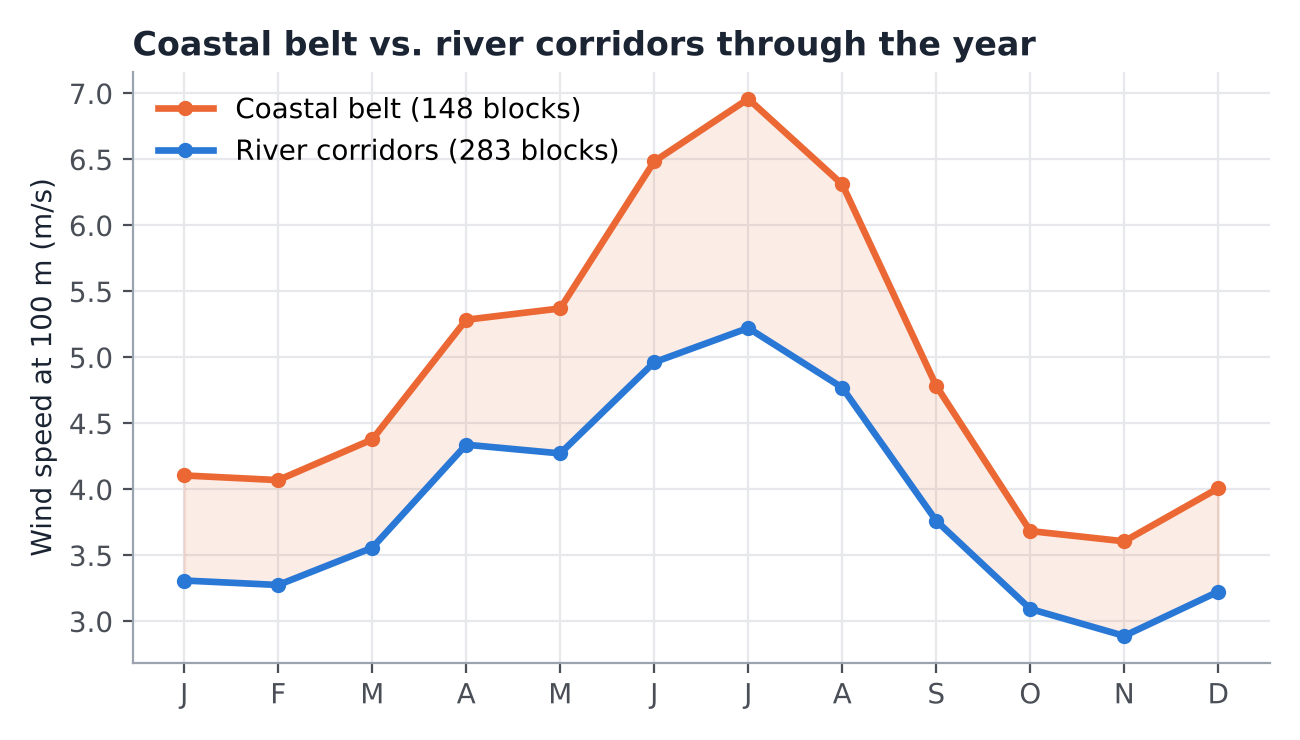 Coastal belt vs. river corridors through the year
Coastal belt (148 blocks)
River corridors (283 blocks)
Wind speed at 100 m (m/s)
7.0
6.5
6.0
5.5
5.0
4.5
4.0
3.5
3.0
J F M A M J J A S O N D